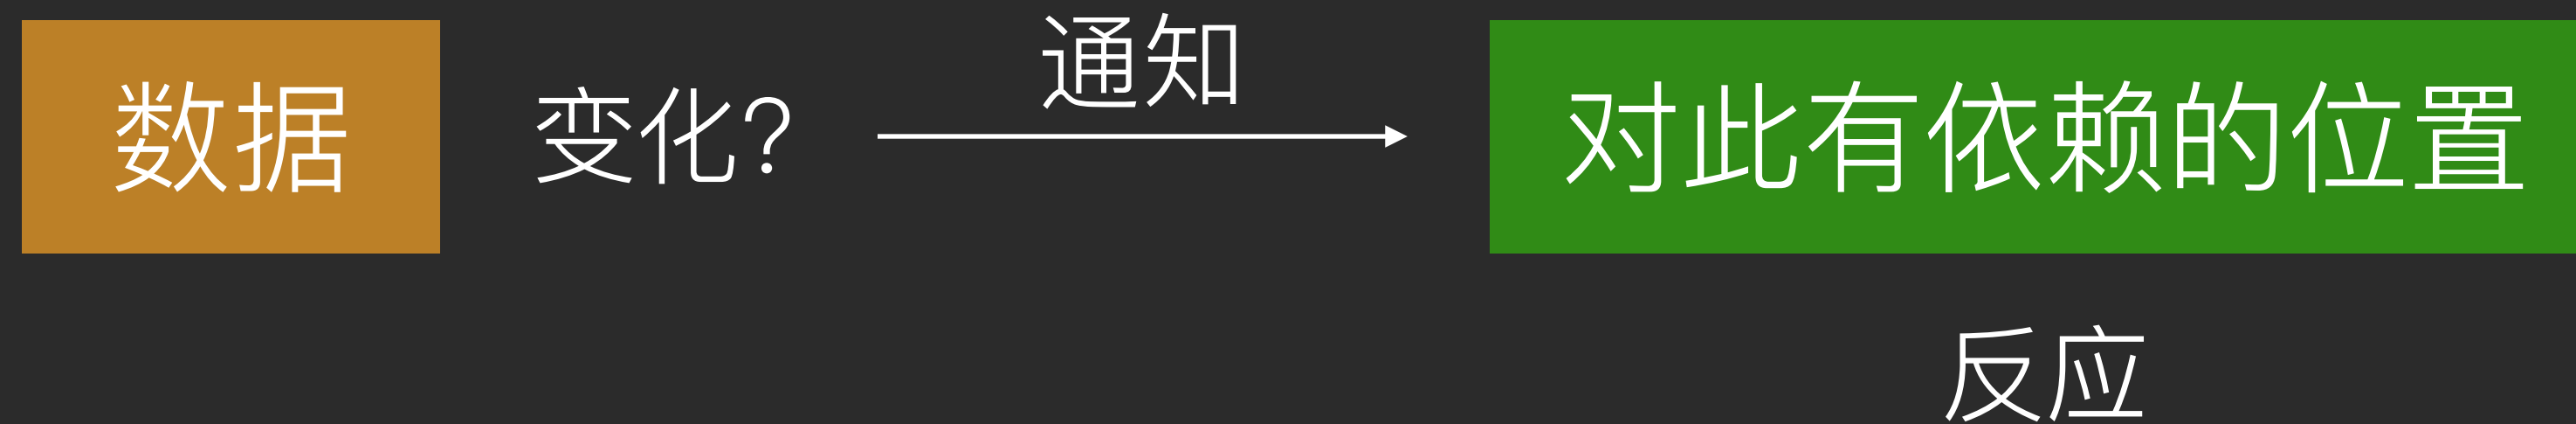 数据
变化?
通知
对此有依赖的位置
反应